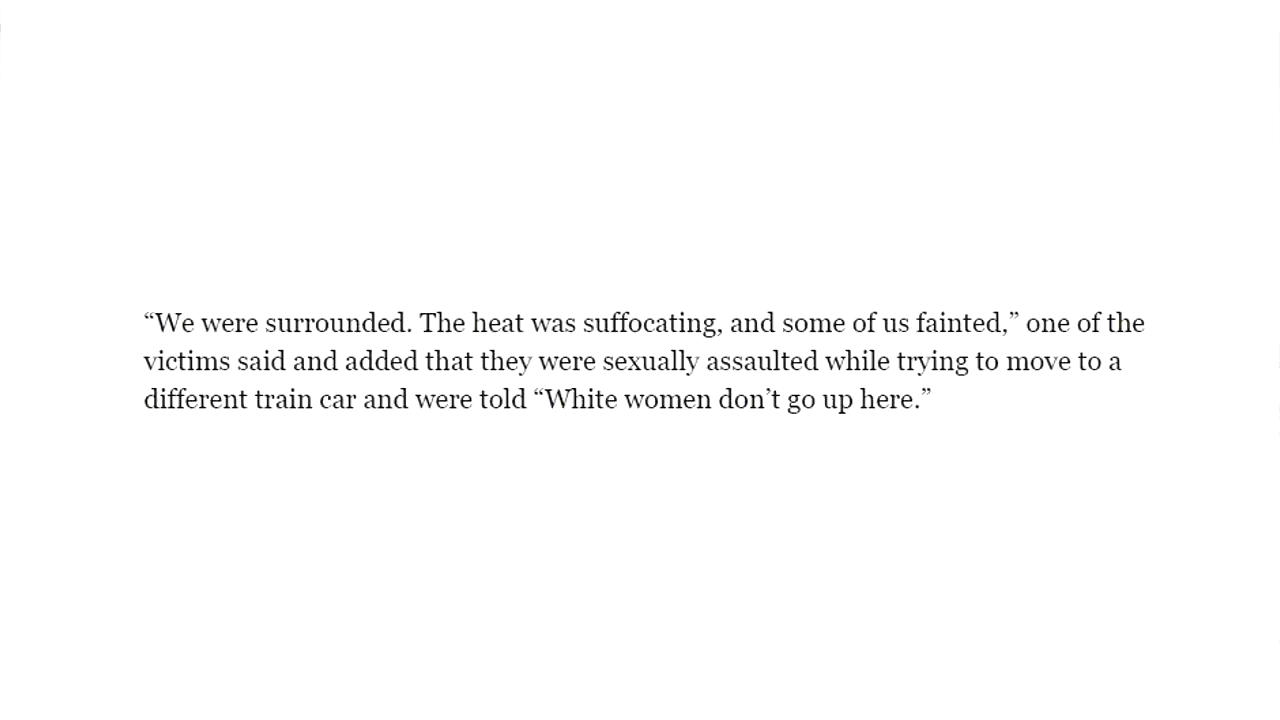 “We were surrounded. The heat was suffocating, and some of us fainted,” one of the
victims said and added that they were sexually assaulted while trying to move to a
different train car and were told “White women don’t go up here.”